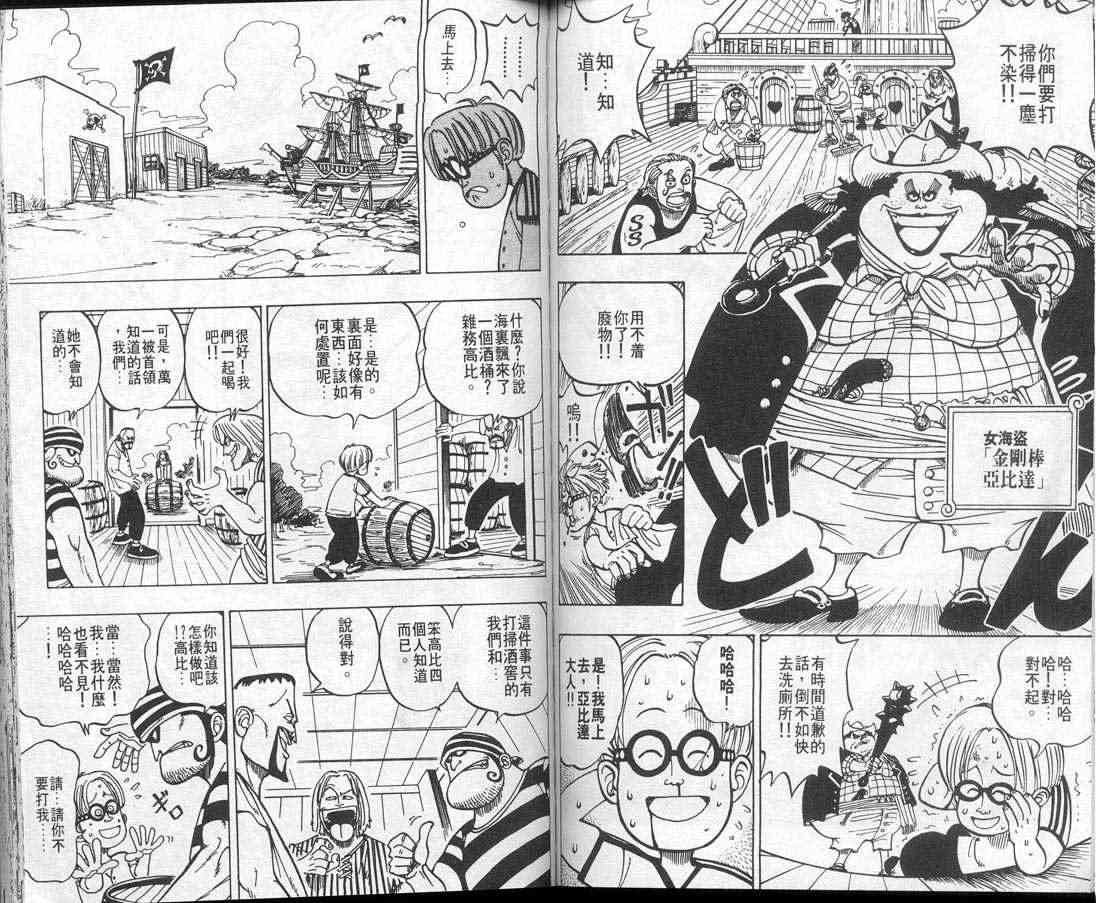 你們要打
掃得一塵
不染!!
知…知
道!
女海盜
「金剛棒
亞比達」
SS
用不着
你了!!
廢物!!
嗚!!
哈…哈哈
哈!對…
對不起。
有時間道歉的
話,倒不如快
去洗廁所!!
哈哈哈!
是!我馬上
去,亞比達
大人!!
………
馬上去…
什麼?你說
海裏飄來了
一個酒桶?
雜務高比。
是…是的。
裏面好像有
東西…該如
何處置呢…
很好!我
們一起喝
吧!!
可是,萬
一被首領
知道的話
,我們…
她不會知
道的…
這件事只有
打掃酒窖的
我們和…
笨高比四
個人知道
而已。
說得對。
你知道該
怎樣做吧
!!高比…
ギロ
當…當然!
我…我什麼
也看不見!
哈哈哈哈
…!
請…請你不
要打我……